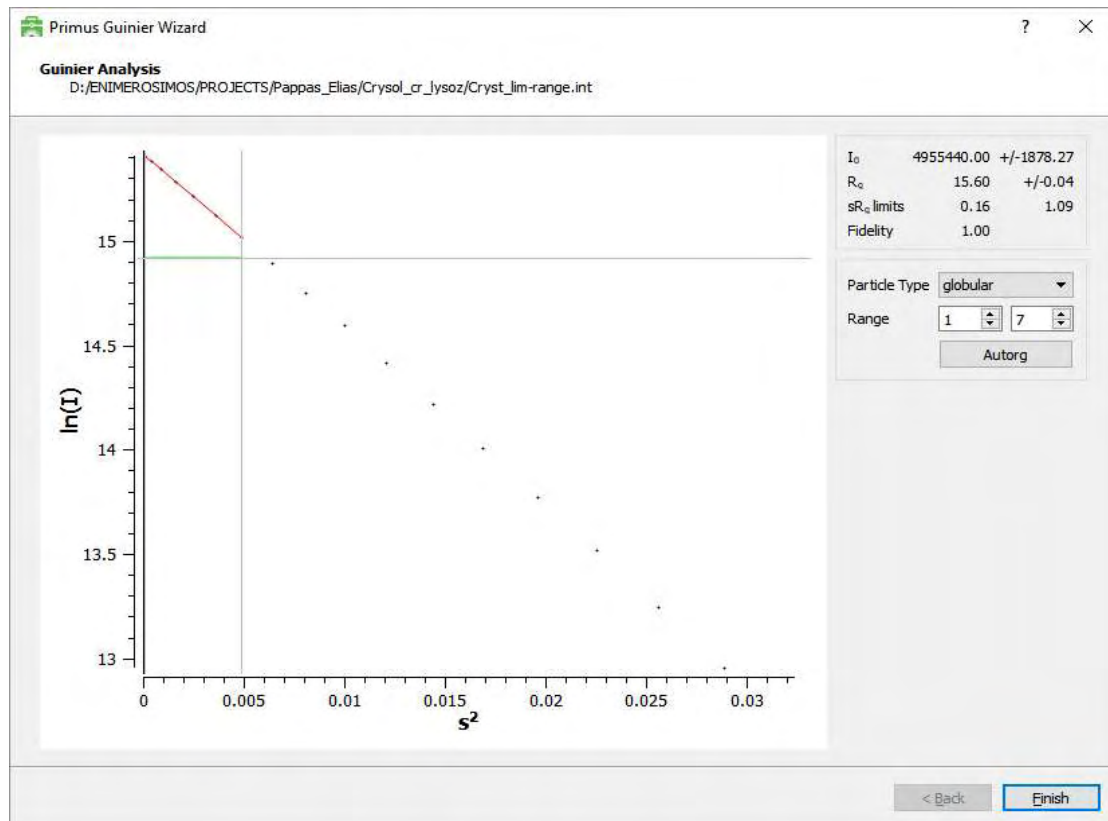 Primus Guinier Wizard ? ×
Guinier Analysis
D:/ENIMEROSIMOS/PROJECTS/Pappas_Elias/Crysol_cr_lysoz/Cryst_lim-range.int
I₀ 4955440.00 +/-1878.27
Rg 15.60 +/-0.04
sRg limits 0.16 1.09
Fidelity 1.00
Particle Type globular
Range 1 7
Autorg
ln(I)
15
14.5
14
13.5
13
0 0.005 0.01 0.015 0.02 0.025 0.03
s²
< Back Finish